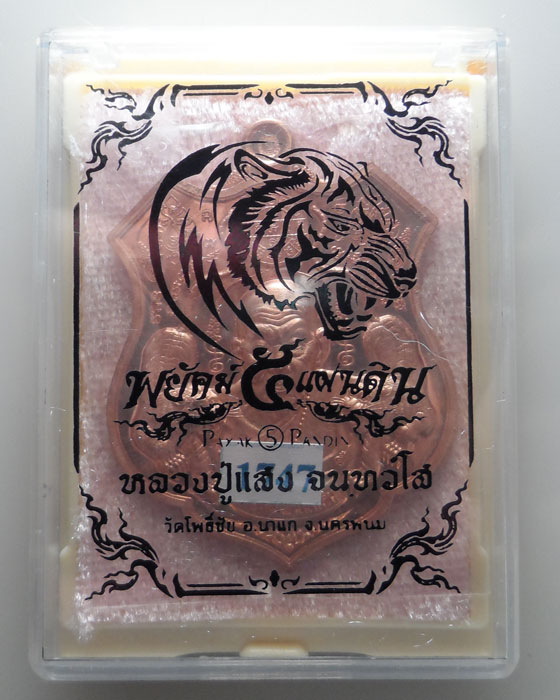 พยัคฆ์ ๕ แผ่นดิน
PAYAK 5 PANDIN
1347
หลวงปู่แสง จนฺทวํโส
วัดโพธิ์ชัย อ.นาแก จ.นครพนม